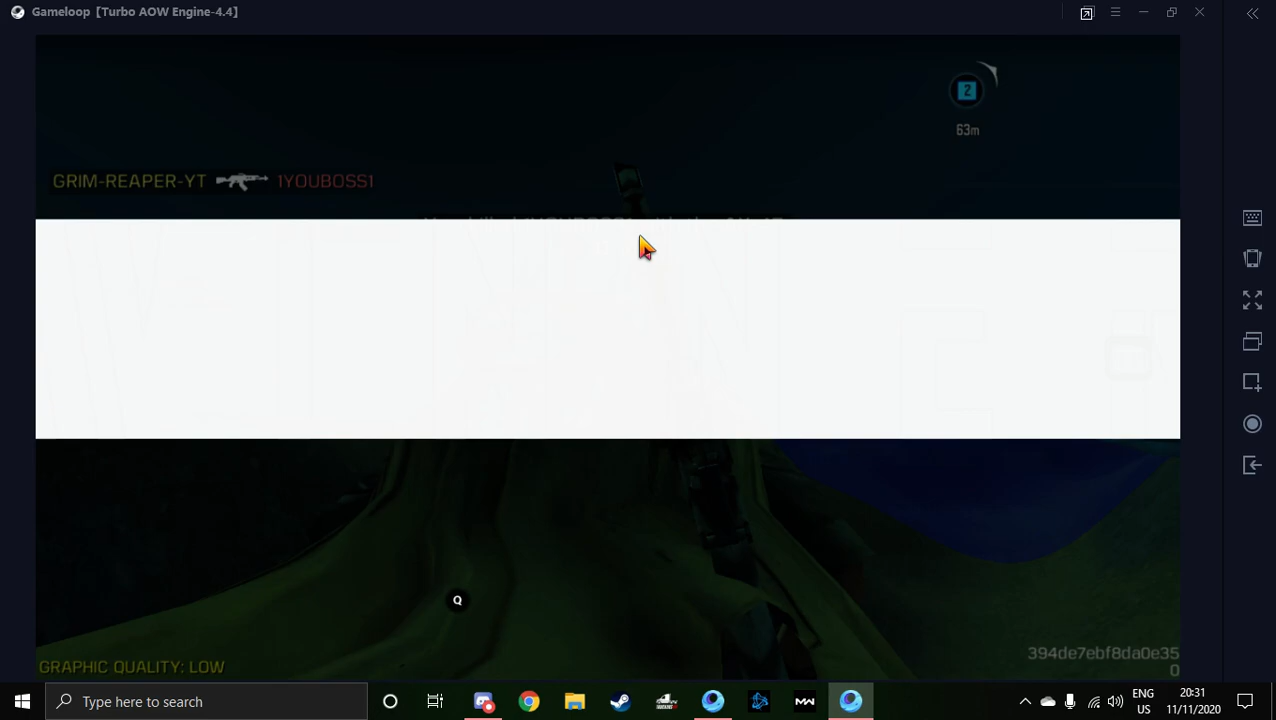 Gameloop [Turbo AOW Engine-4.4]
2
63m
GRIM-REAPER-YT 1YOUBOSS1
Q
GRAPHIC QUALITY: LOW
394de7ebf8da0e35
0
Type here to search
MW
ENG
US
20:31
11/11/2020